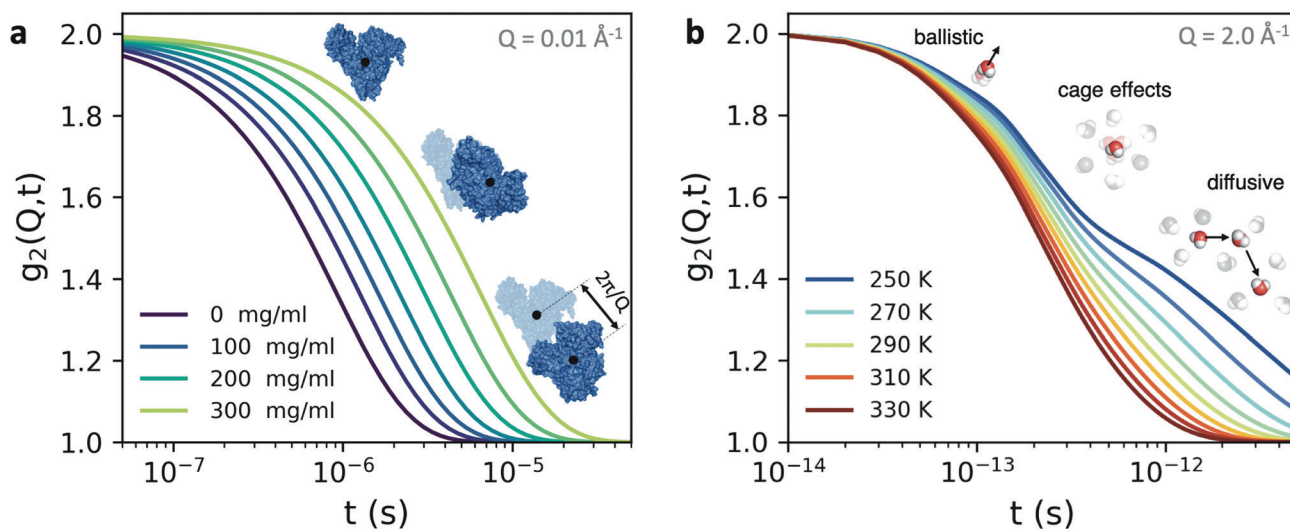 a
Q = 0.01 Å⁻¹
2.0
1.8
1.6
1.4
1.2
1.0
g₂(Q,t)
2π/Q
0 mg/ml
100 mg/ml
200 mg/ml
300 mg/ml
10⁻⁷
10⁻⁶
10⁻⁵
t (s)
b
Q = 2.0 Å⁻¹
ballistic
cage effects
diffusive
2.0
1.8
1.6
1.4
1.2
1.0
g₂(Q,t)
250 K
270 K
290 K
310 K
330 K
10⁻¹⁴
10⁻¹³
10⁻¹²
t (s)